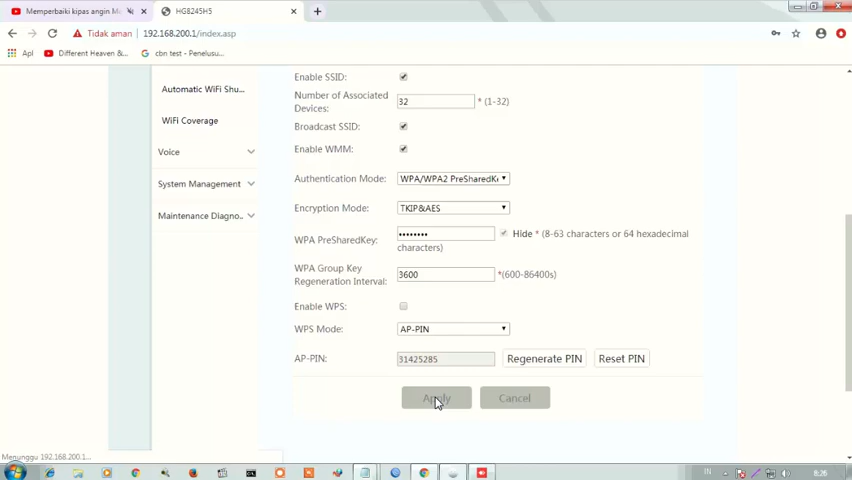 Memperbaiki kipas angin M
HG8245H5
Tidak aman
192.168.200.1/index.asp
Apl
Different Heaven &...
cbn test - Penelusu...
Enable SSID:
Automatic WiFi Shu...
Number of Associated
Devices:
32
* (1-32)
WiFi Coverage
Broadcast SSID:
Voice
Enable WMM:
Authentication Mode:
WPA/WPA2 PreSharedKe
System Management
Encryption Mode:
TKIP&AES
Maintenance Diagno...
WPA PreSharedKey:
••••••••
Hide * (8-63 characters or 64 hexadecimal
characters)
WPA Group Key
Regeneration Interval:
3600
*(600-86400s)
Enable WPS:
WPS Mode:
AP-PIN
AP-PIN:
31425285
Regenerate PIN
Reset PIN
Apply
Cancel
Menunggu 192.168.200.1...
IN
8:26